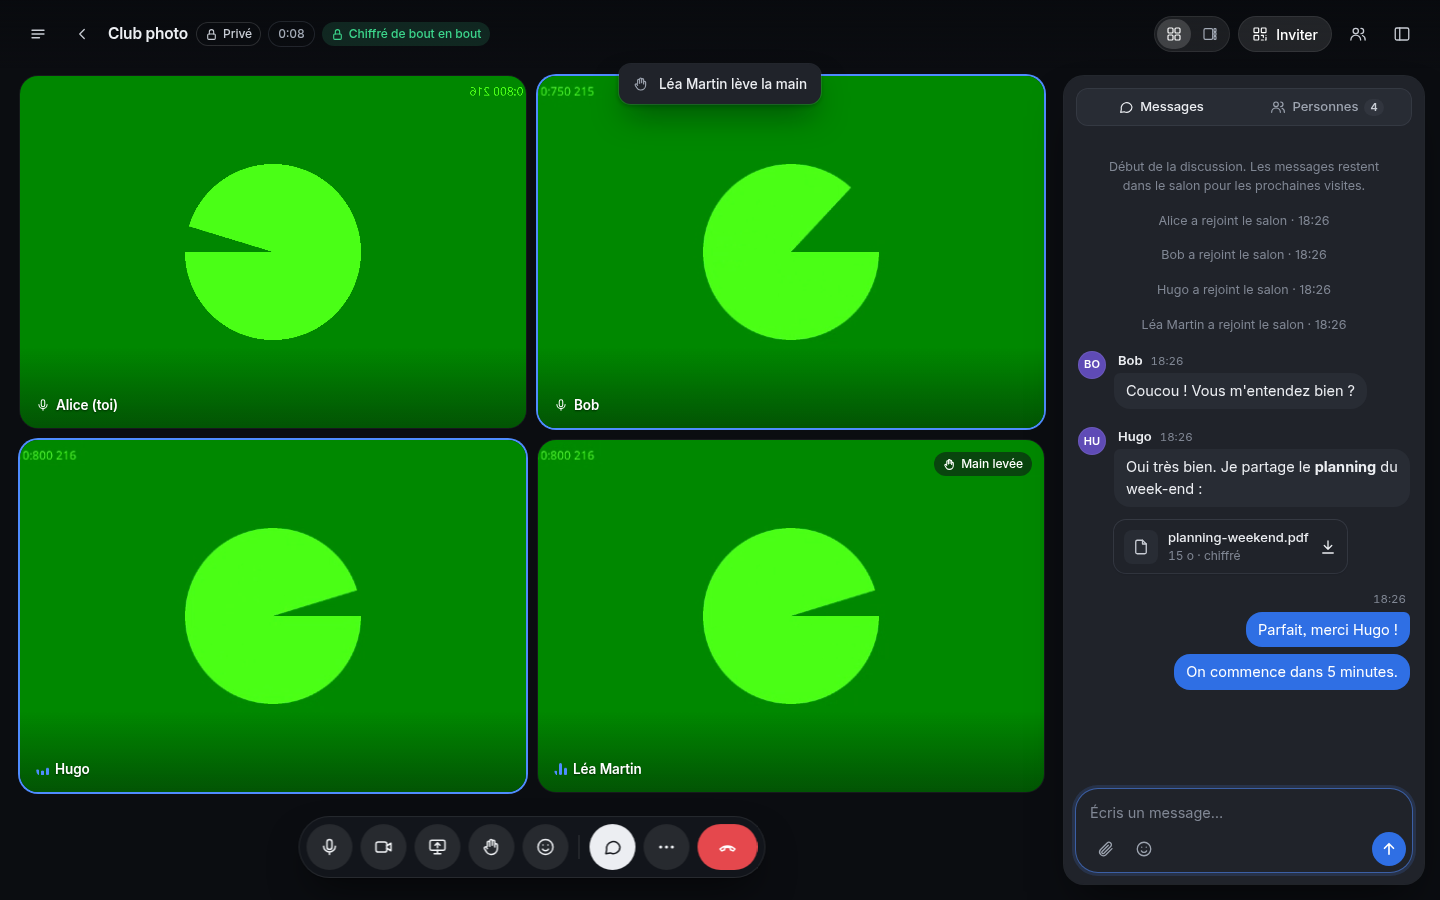 Club photo
Privé
0:08
Chiffré de bout en bout
Inviter
Léa Martin lève la main
0:800 216
0:750 215
Alice (toi)
Bob
0:800 216
0:800 216
Main levée
Hugo
Léa Martin
Messages
Personnes 4
Début de la discussion. Les messages restent
dans le salon pour les prochaines visites.
Alice a rejoint le salon · 18:26
Bob a rejoint le salon · 18:26
Hugo a rejoint le salon · 18:26
Léa Martin a rejoint le salon · 18:26
BO
Bob 18:26
Coucou ! Vous m'entendez bien ?
HU
Hugo 18:26
Oui très bien. Je partage le planning du
week-end :
planning-weekend.pdf
15 o · chiffré
18:26
Parfait, merci Hugo !
On commence dans 5 minutes.
Écris un message...